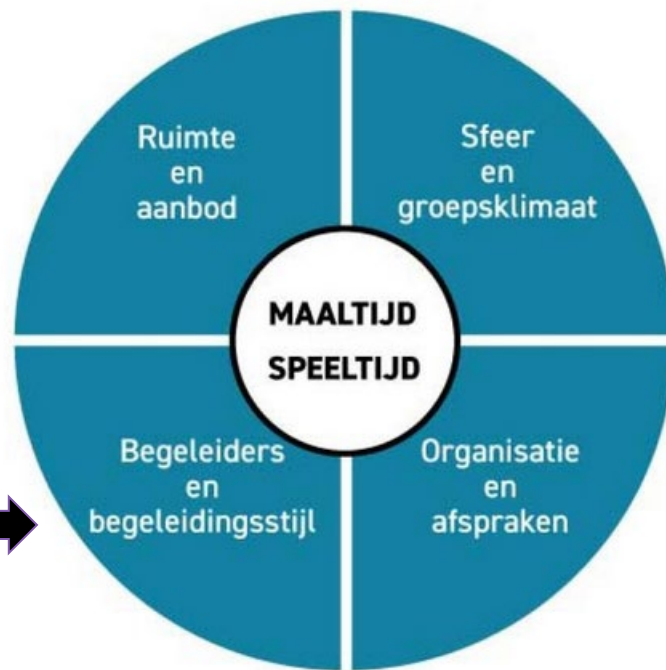 Ruimte
en
aanbod
Sfeer
en
groepsklimaat
MAALTIJD
SPEELTIJD
Begeleiders
en
begeleidingsstijl
Organisatie
en
afspraken